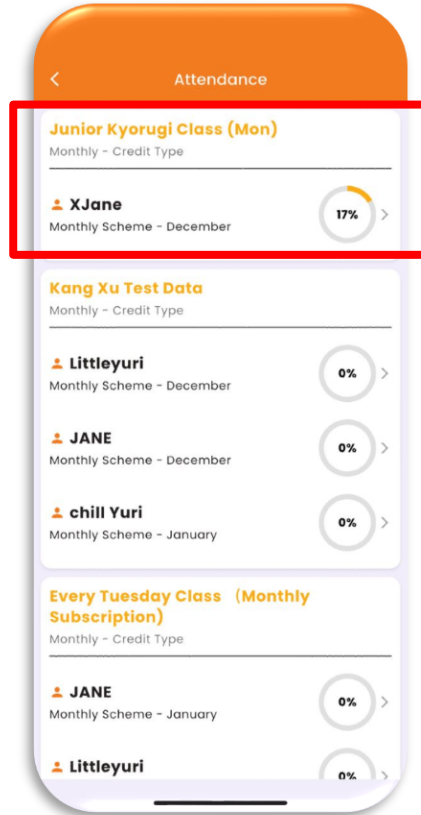 Attendance
Junior Kyorugi Class (Mon)
Monthly - Credit Type
XJane
Monthly Scheme - December
17%
Kang Xu Test Data
Monthly - Credit Type
Littleyuri
Monthly Scheme - December
0%
JANE
Monthly Scheme - December
0%
chill Yuri
Monthly Scheme - January
0%
Every Tuesday Class （Monthly
Subscription)
Monthly - Credit Type
JANE
Monthly Scheme - January
0%
Littleyuri
0%